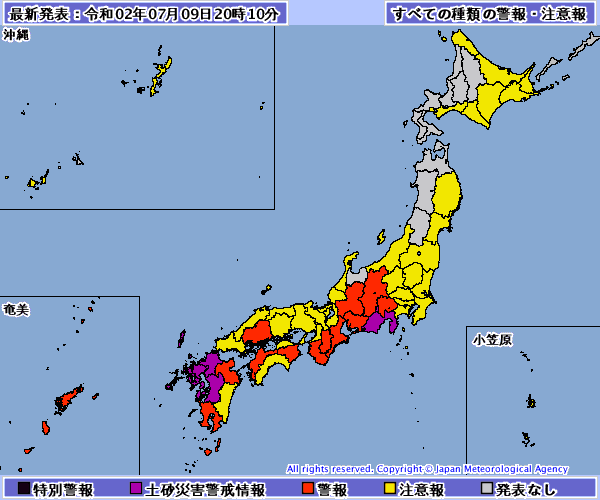 最新発表：令和02年07月09日20時10分
すべての種類の警報・注意報
沖縄
奄美
小笠原
All rights reserved. Copyright © Japan Meteorological Agency
特別警報 土砂災害警戒情報 警報 注意報 発表なし